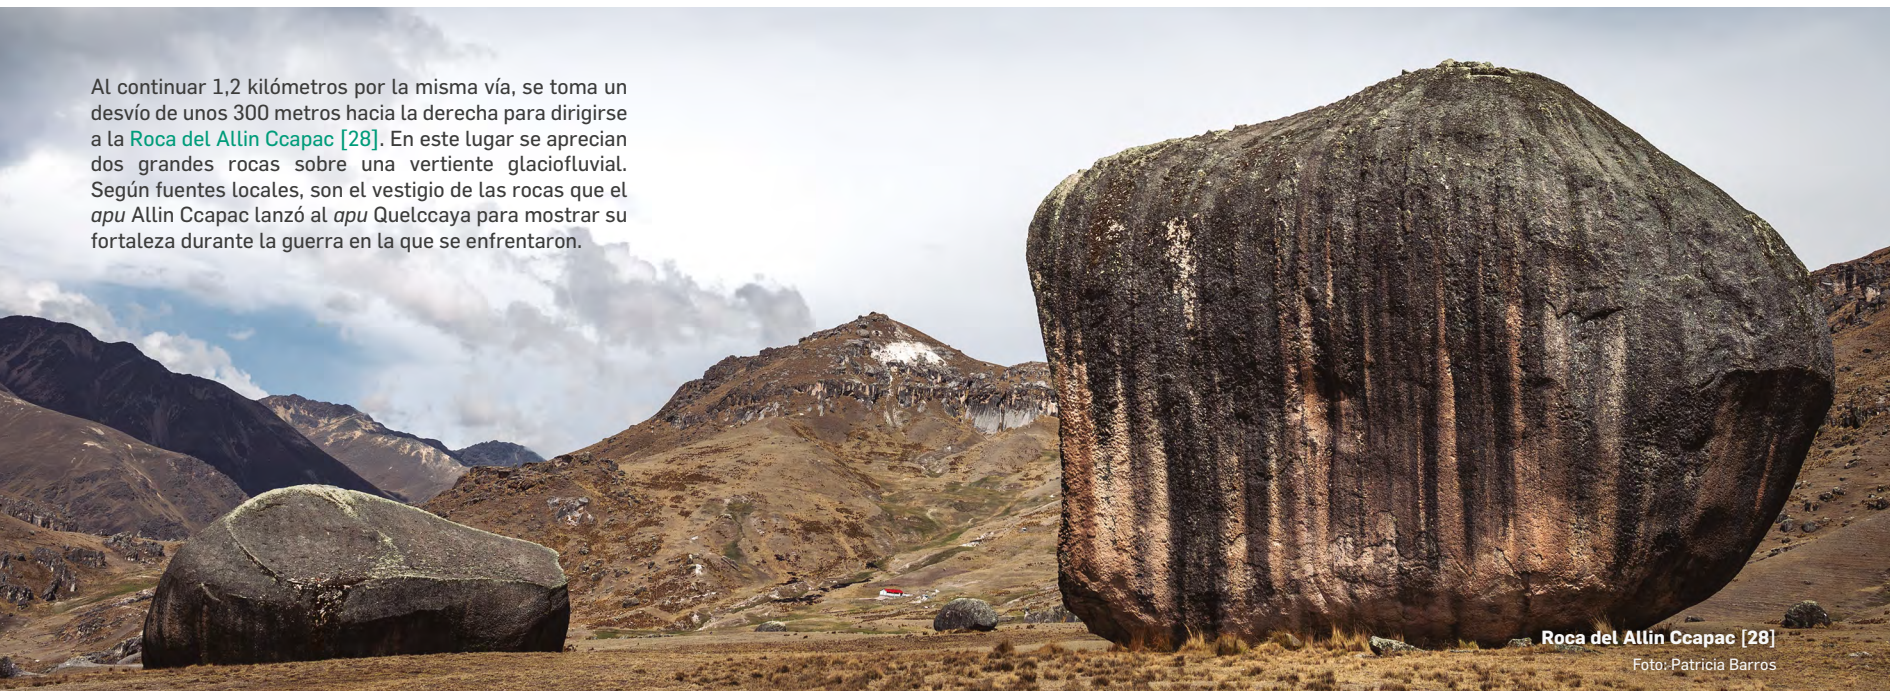 Al continuar 1,2 kilómetros por la misma vía, se toma un
desvío de unos 300 metros hacia la derecha para dirigirse
a la Roca del Allin Ccapac [28]. En este lugar se aprecian
dos grandes rocas sobre una vertiente glaciofluvial.
Según fuentes locales, son el vestigio de las rocas que el
apu Allin Ccapac lanzó al apu Quelccaya para mostrar su
fortaleza durante la guerra en la que se enfrentaron.
Roca del Allin Ccapac [28]
Foto: Patricia Barros